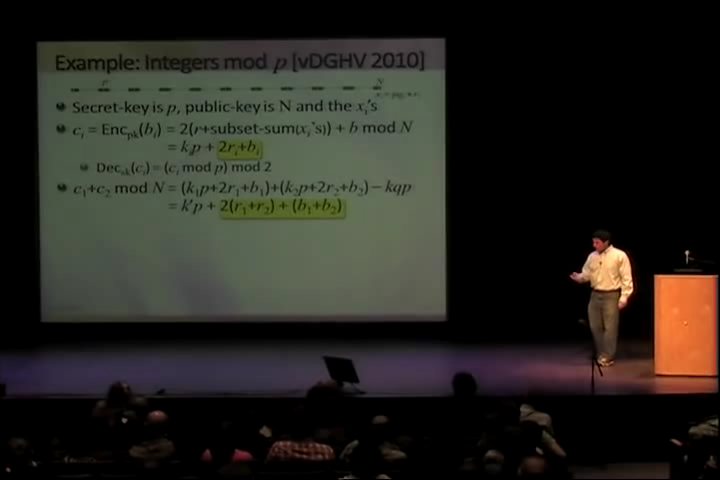 Example: Integers mod p [vDGHV 2010]
p N
Secret-key is p, public-key is N and the xᵢ's
cᵢ = Encₚₖ(bᵢ) = 2(r+subset-sum(xᵢ's)) + b mod N
= kᵢp + 2rᵢ+bᵢ
Decₛₖ(cᵢ) = (cᵢ mod p) mod 2
c₁+c₂ mod N = (k₁p+2r₁+b₁)+(k₂p+2r₂+b₂) – kqp
= k'p + 2(r₁+r₂) + (b₁+b₂)